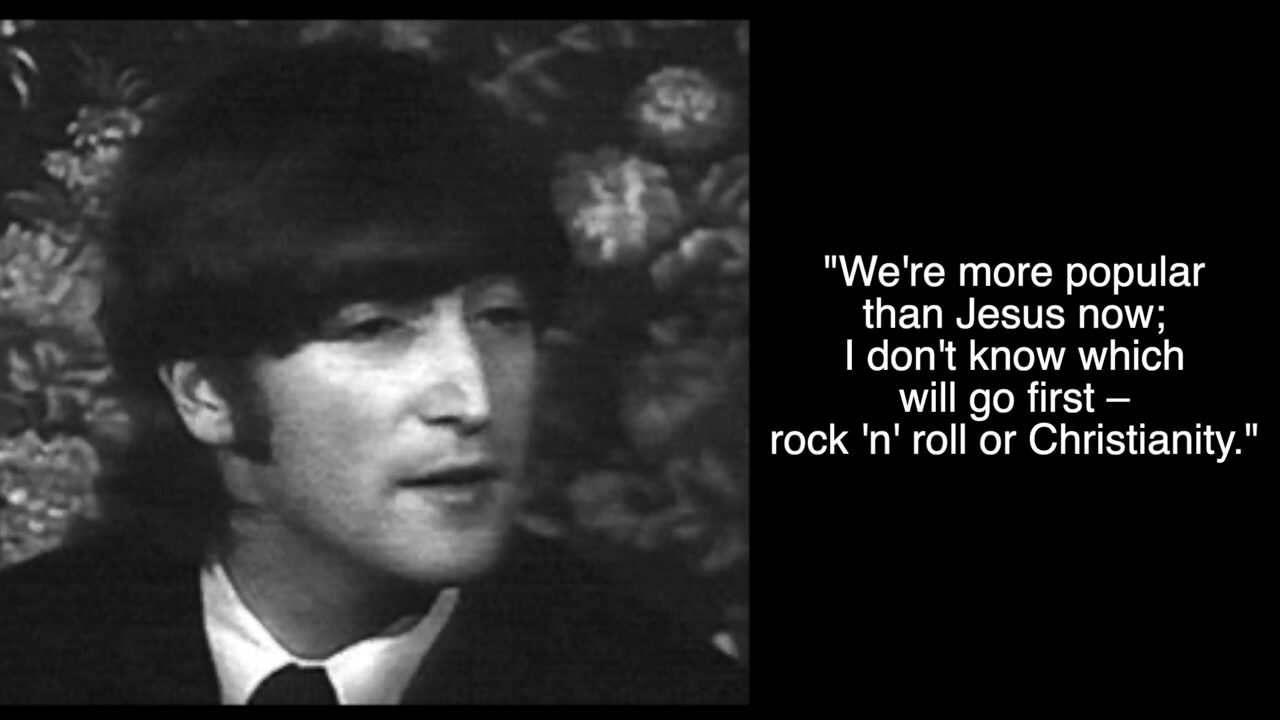 "We're more popular
than Jesus now;
I don't know which
will go first –
rock 'n' roll or Christianity."